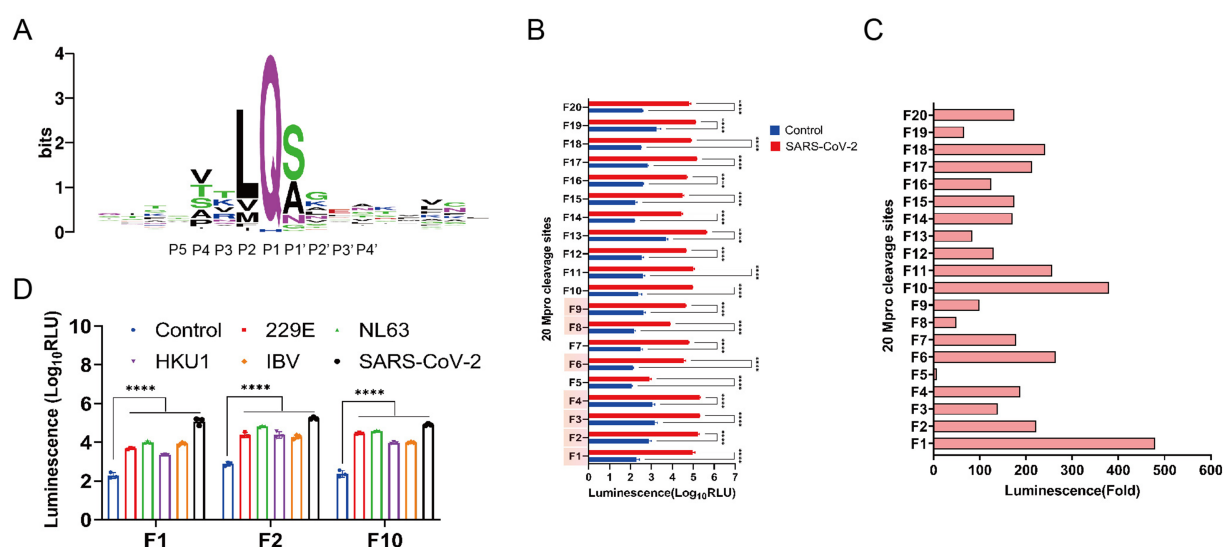 A
bits
4
3
2
1
0
V
T
S
A
T
K
V
R
L
V
M
Q
S
A
N
G
G
P5 P4 P3 P2 P1 P1' P2' P3' P4'
B
20 Mpro cleavage sites
F20
F19
F18
F17
F16
F15
F14
F13
F12
F11
F10
F9
F8
F7
F6
F5
F4
F3
F2
F1
0 1 2 3 4 5 6 7
Luminescence(Log10RLU)
Control
SARS-CoV-2
C
20 Mpro cleavage sites
F20
F19
F18
F17
F16
F15
F14
F13
F12
F11
F10
F9
F8
F7
F6
F5
F4
F3
F2
F1
0 100 200 300 400 500 600
Luminescence(Fold)
D
Luminescence (Log10RLU)
10
8
6
4
2
0
Control 229E NL63
HKU1 IBV SARS-CoV-2
**** **** ****
F1 F2 F10